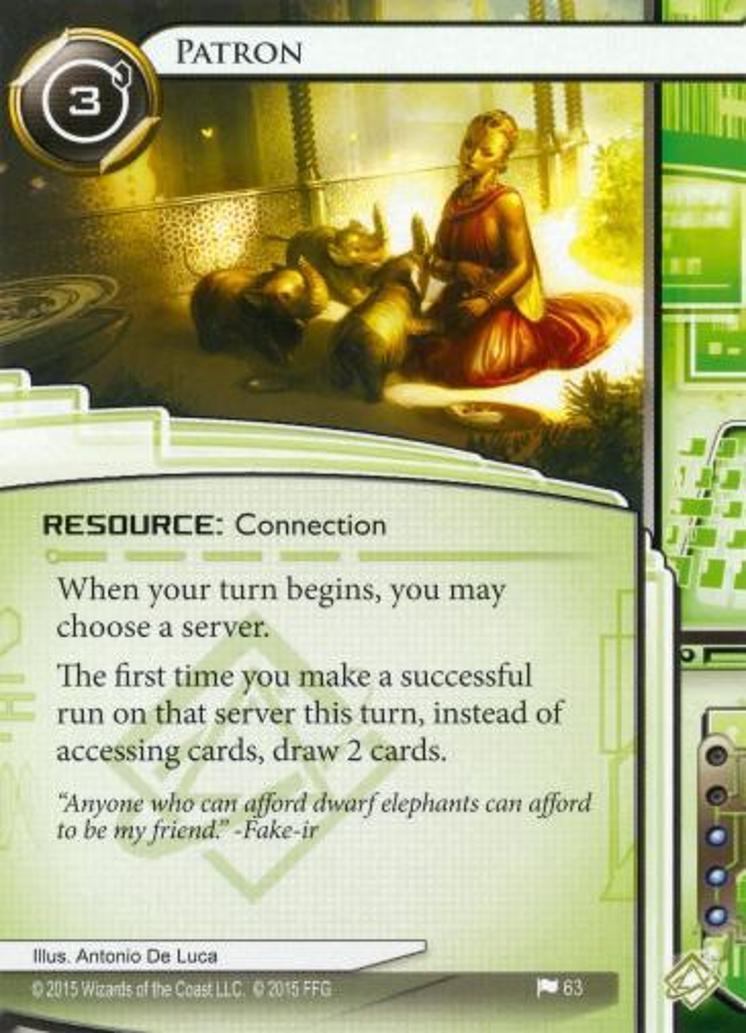 3
PATRON
RESOURCE: Connection
When your turn begins, you may
choose a server.
The first time you make a successful
run on that server this turn, instead of
accessing cards, draw 2 cards.
“Anyone who can afford dwarf elephants can afford
to be my friend.” -Fake-ir
Illus. Antonio De Luca
© 2015 Wizards of the Coast LLC. © 2015 FFG 63